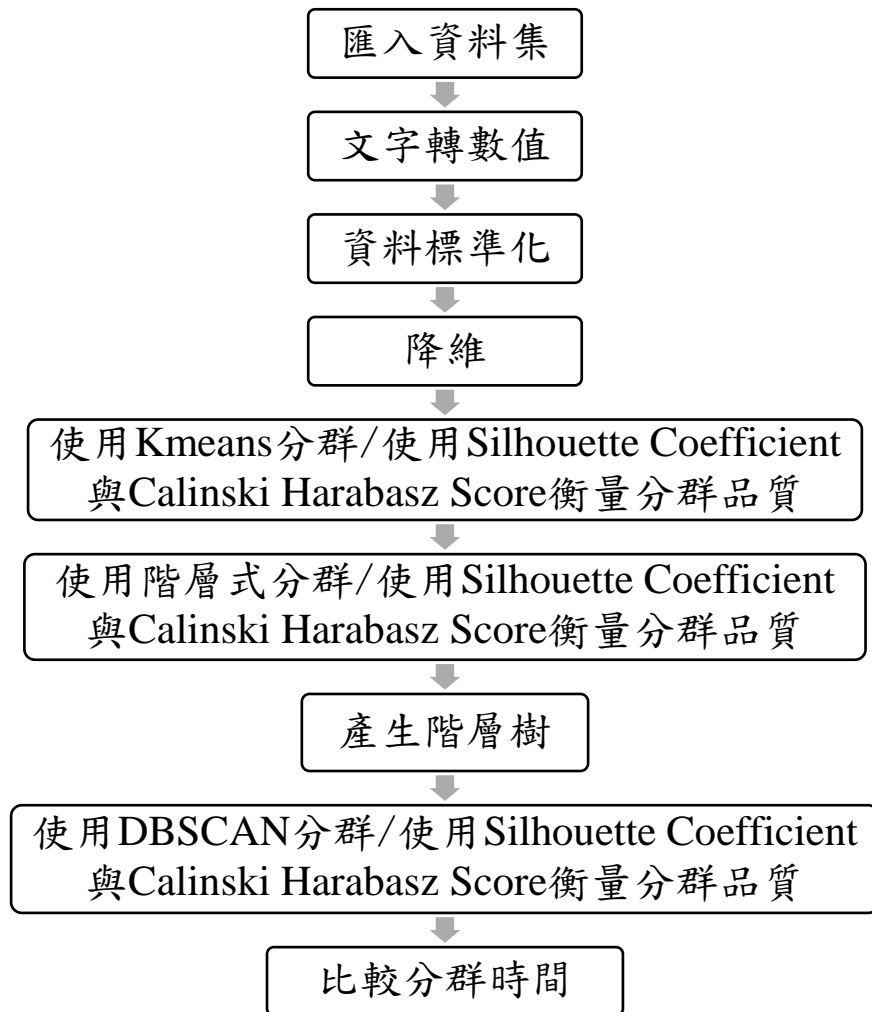 匯入資料集
文字轉數值
資料標準化
降維
使用Kmeans分群/使用Silhouette Coefficient
與Calinski Harabasz Score衡量分群品質
使用階層式分群/使用Silhouette Coefficient
與Calinski Harabasz Score衡量分群品質
產生階層樹
使用DBSCAN分群/使用Silhouette Coefficient
與Calinski Harabasz Score衡量分群品質
比較分群時間